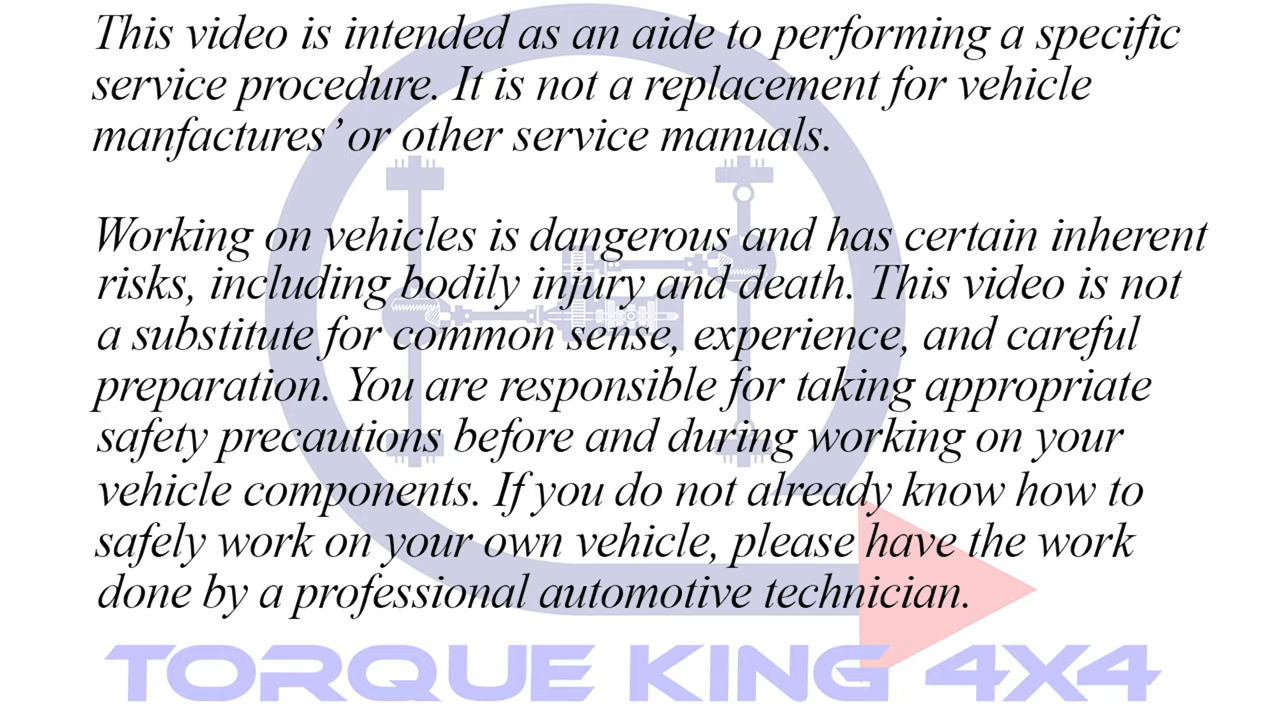 This video is intended as an aide to performing a specific
service procedure. It is not a replacement for vehicle
manfactures’ or other service manuals.
Working on vehicles is dangerous and has certain inherent
risks, including bodily injury and death. This video is not
a substitute for common sense, experience, and careful
preparation. You are responsible for taking appropriate
safety precautions before and during working on your
vehicle components. If you do not already know how to
safely work on your own vehicle, please have the work
done by a professional automotive technician.
TORQUE KING 4X4